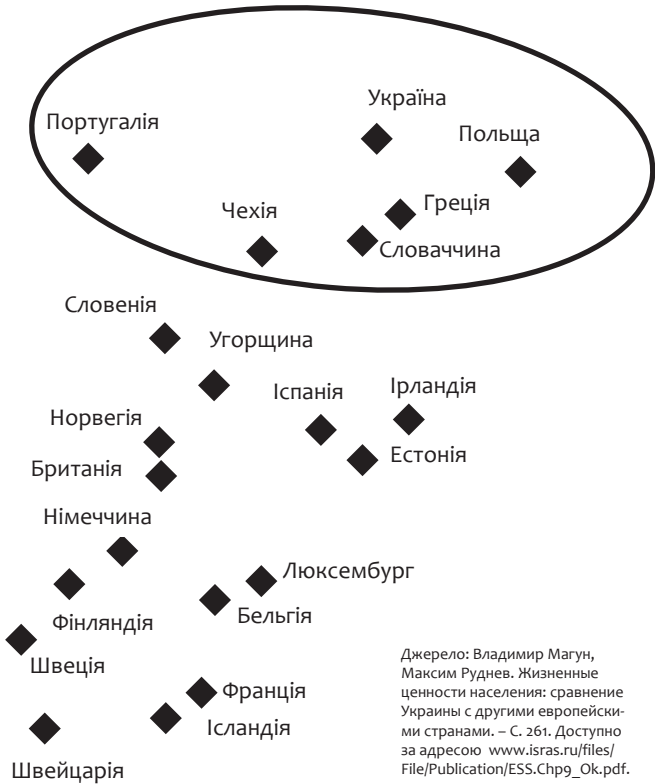 Україна
Португалія
Польща
Чехія
Греція
Словаччина
Словенія
Угорщина
Іспанія
Ірландія
Норвегія
Естонія
Британія
Німеччина
Люксембург
Бельгія
Фінляндія
Швеція
Франція
Ісландія
Швейцарія
Джерело: Владимир Магун,
Максим Руднев. Жизненные
ценности населения: сравнение
Украины с другими европейски-
ми странами. – С. 261. Доступно
за адресою www.isras.ru/files/
File/Publication/ESS.Chp9_Ok.pdf.